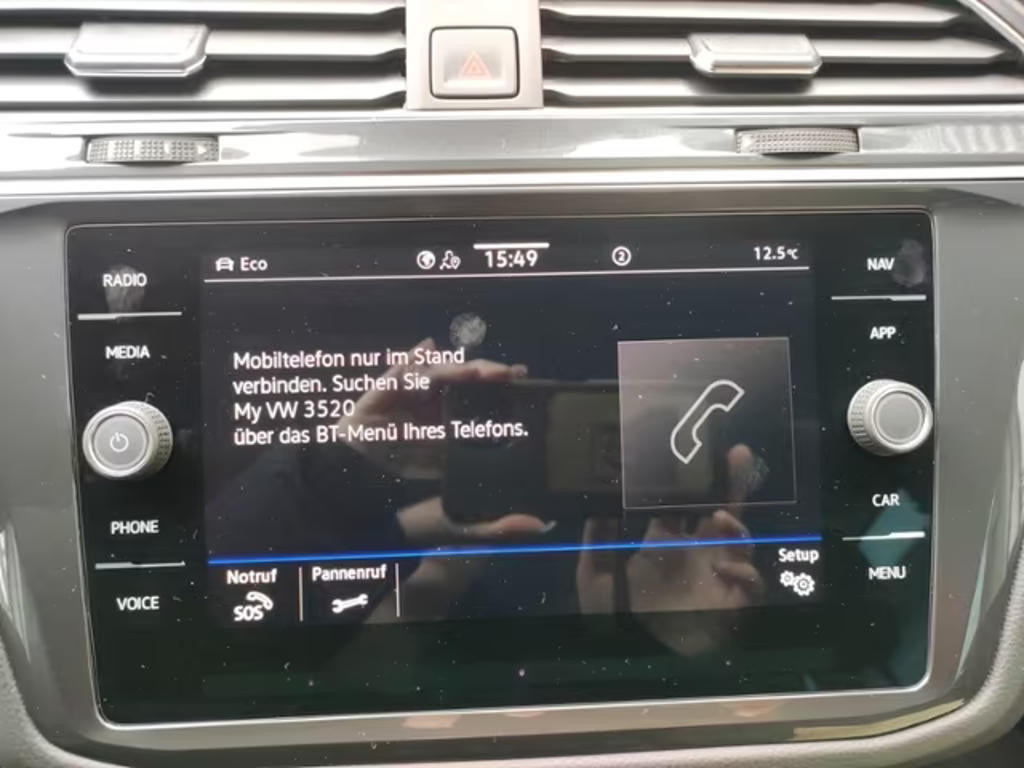 Eco 15:49 2 12.5°C
RADIO
MEDIA
PHONE
VOICE
Mobiltelefon nur im Stand
verbinden. Suchen Sie
My VW 3520
über das BT-Menü Ihres Telefons.
Notruf
SOS
Pannenruf
Setup
NAV
APP
CAR
MENU